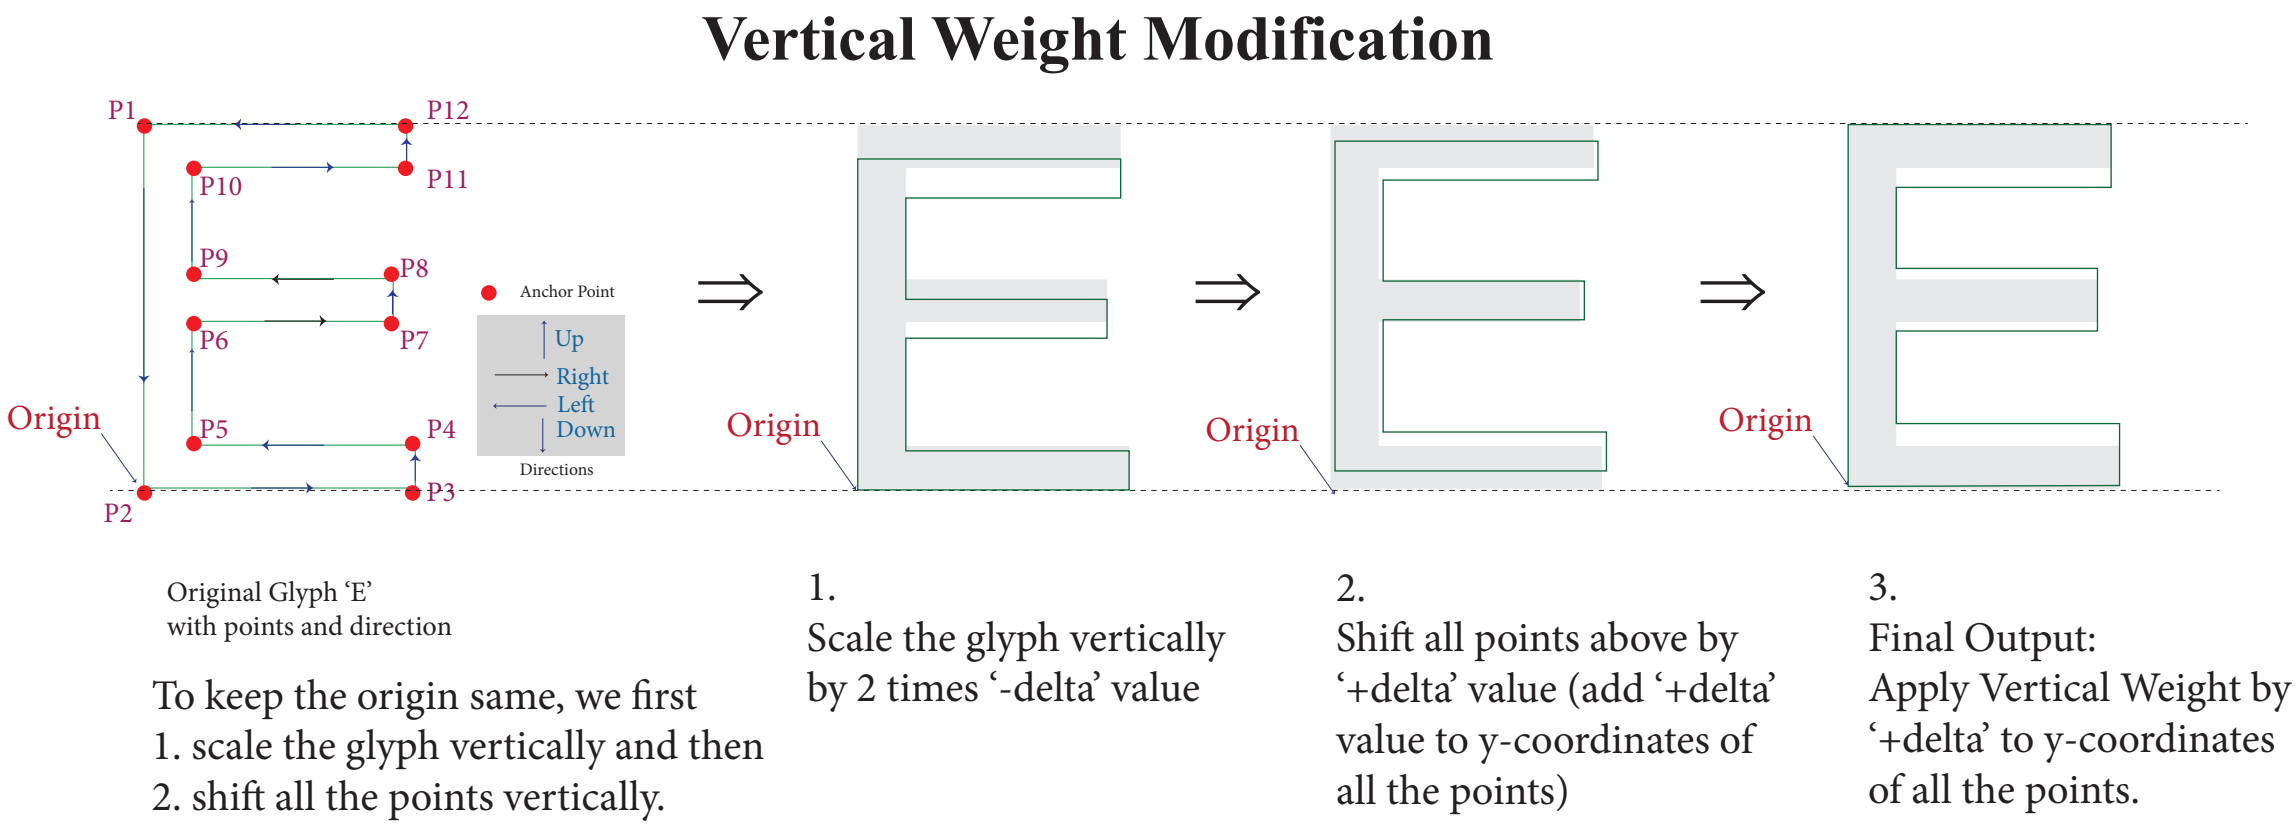 Vertical Weight Modification
P1
P12
P10
P11
P9
P8
P6
P7
P5
P4
P3
P2
Origin
Anchor Point
Up
Right
Left
Down
Directions
Origin
Origin
Origin
Original Glyph ‘E’
with points and direction
To keep the origin same, we first
1. scale the glyph vertically and then
2. shift all the points vertically.
1.
Scale the glyph vertically
by 2 times ‘-delta’ value
2.
Shift all points above by
‘+delta’ value (add ‘+delta’
value to y-coordinates of
all the points)
3.
Final Output:
Apply Vertical Weight by
‘+delta’ to y-coordinates
of all the points.